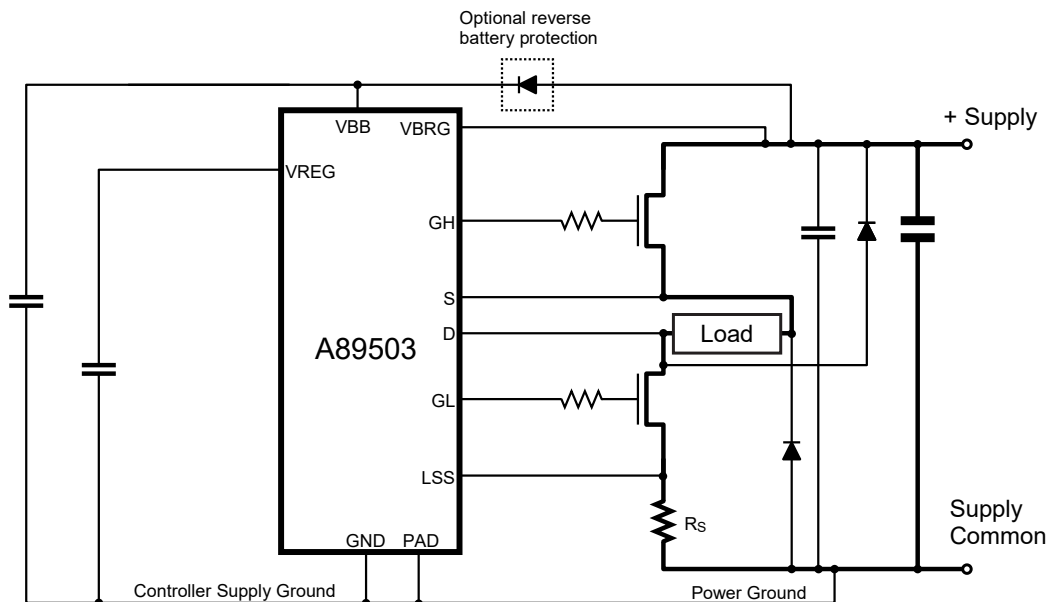 Optional reverse
battery protection
VBB
VBRG
+ Supply
VREG
GH
S
D
Load
A89503
GL
LSS
RS
Supply
Common
GND
PAD
Controller Supply Ground
Power Ground